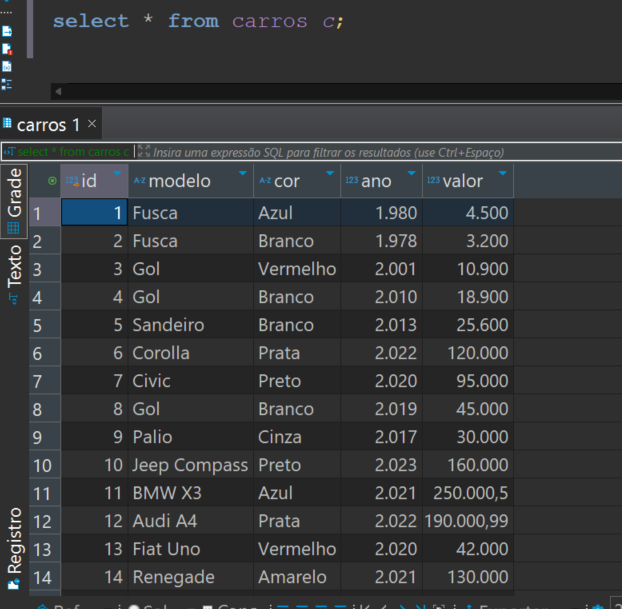 select * from carros c;
carros 1 ×
select * from carros c Insira uma expressão SQL para filtrar os resultados (use Ctrl+Espaço)
Grade
Texto
Registro
123 id A-Z modelo A-Z cor 123 ano 123 valor
1 1 Fusca Azul 1.980 4.500
2 2 Fusca Branco 1.978 3.200
3 3 Gol Vermelho 2.001 10.900
4 4 Gol Branco 2.010 18.900
5 5 Sandeiro Branco 2.013 25.600
6 6 Corolla Prata 2.022 120.000
7 7 Civic Preto 2.020 95.000
8 8 Gol Branco 2.019 45.000
9 9 Palio Cinza 2.017 30.000
10 10 Jeep Compass Preto 2.023 160.000
11 11 BMW X3 Azul 2.021 250.000,5
12 12 Audi A4 Prata 2.022 190.000,99
13 13 Fiat Uno Vermelho 2.020 42.000
14 14 Renegade Amarelo 2.021 130.000